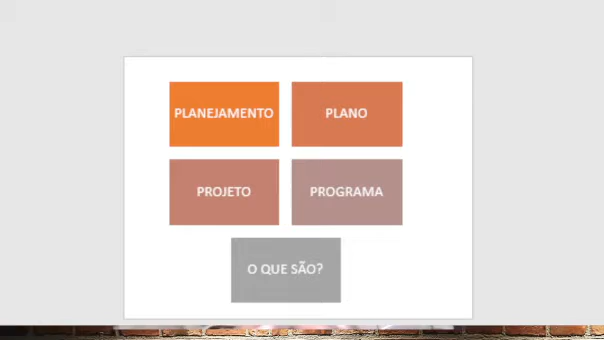 PLANEJAMENTO
PLANO
PROJETO
PROGRAMA
O QUE SÃO?